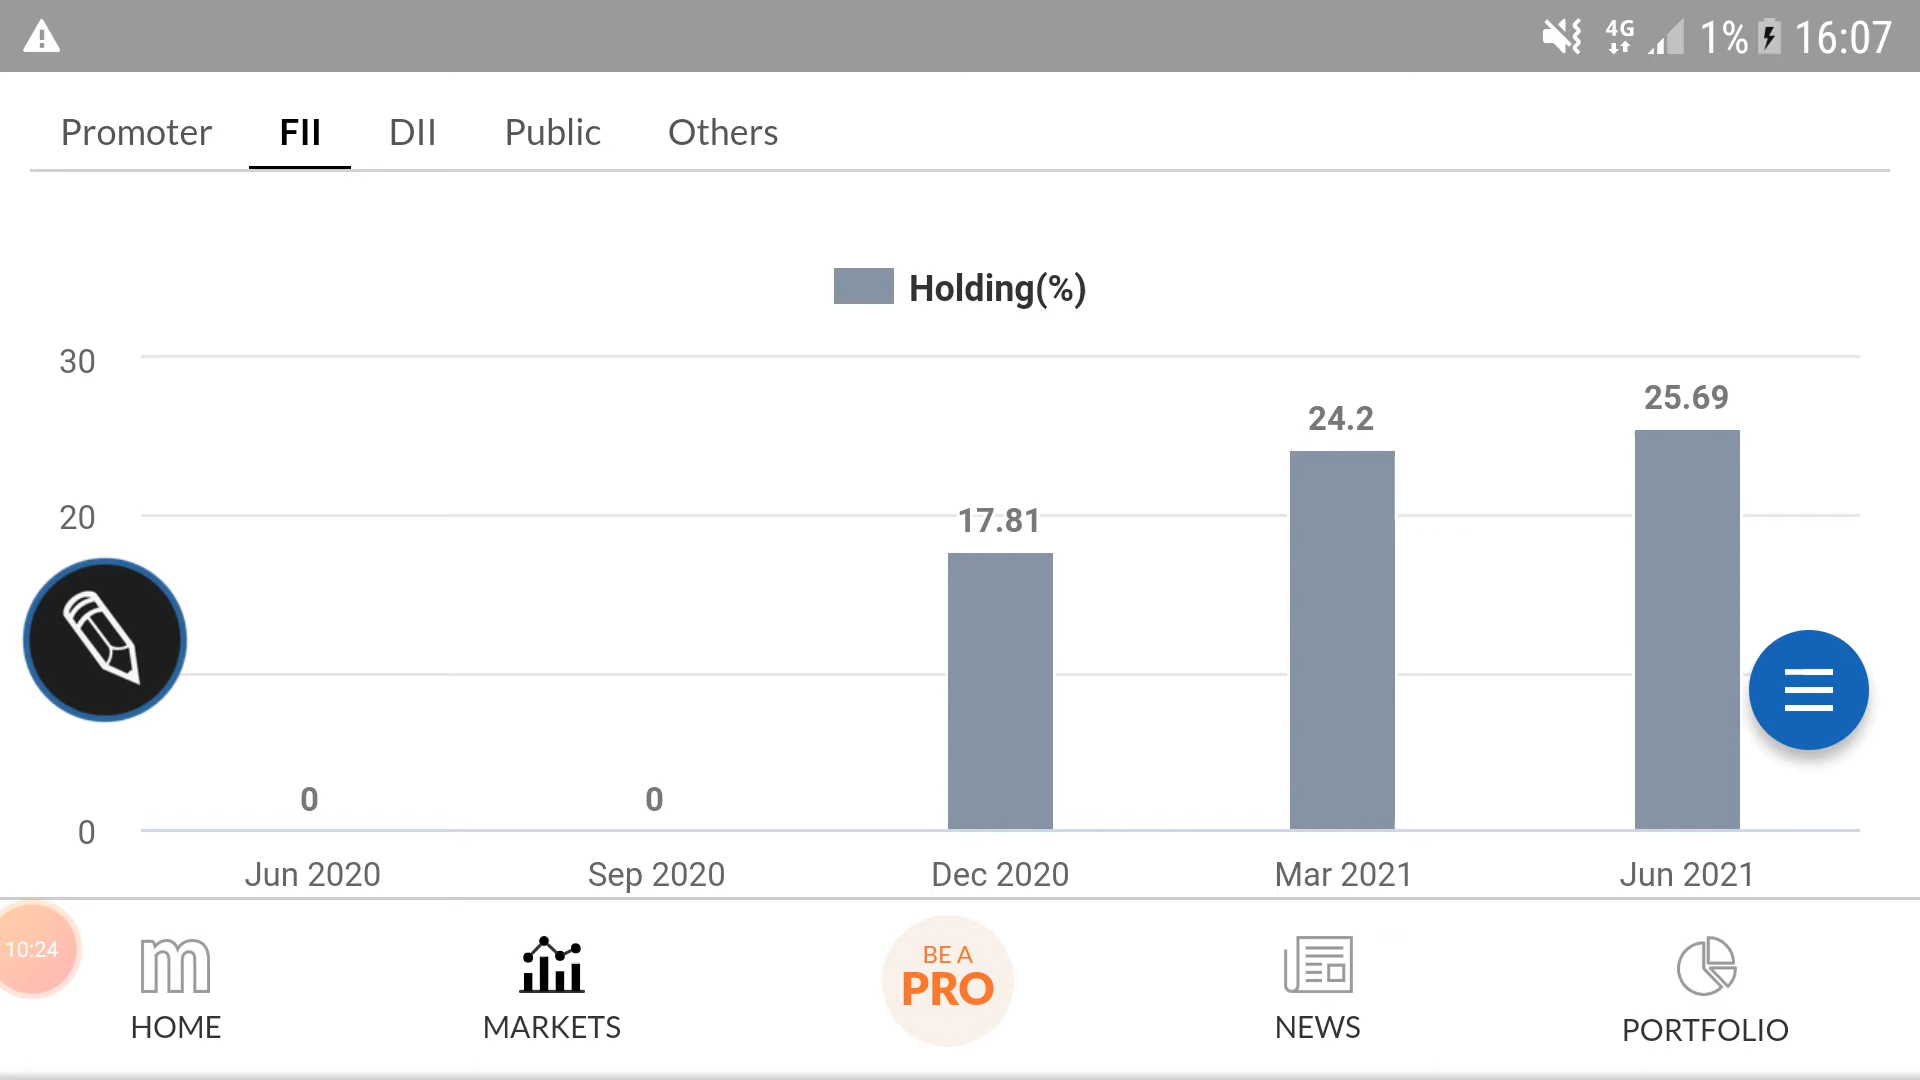 4G 1% 16:07
Promoter FII DII Public Others
Holding(%)
30
25.69
24.2
20
17.81
0 0
0
Jun 2020 Sep 2020 Dec 2020 Mar 2021 Jun 2021
10:24
m
BE A
PRO
HOME MARKETS NEWS PORTFOLIO